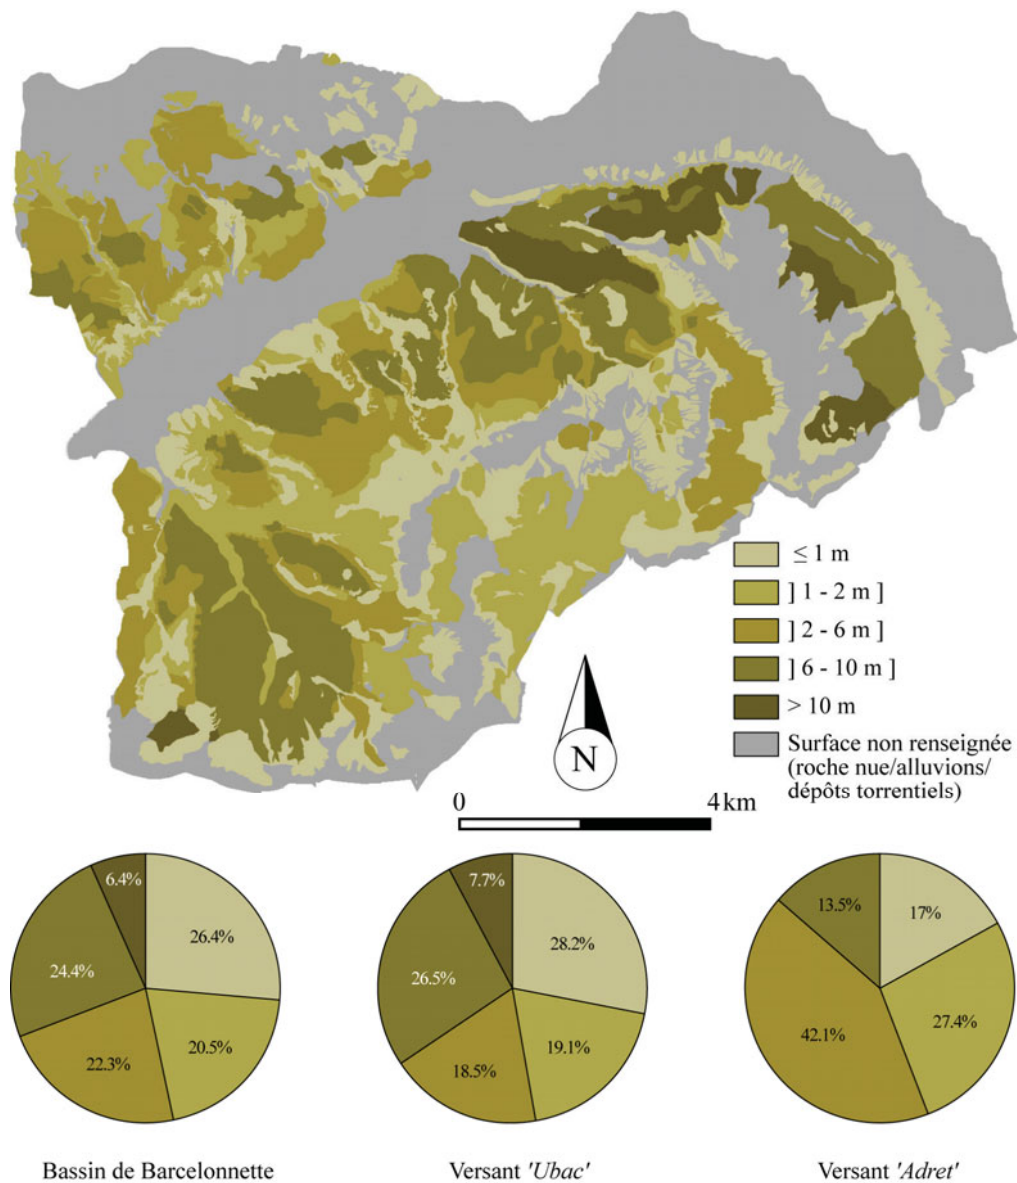 ≤ 1 m
] 1 - 2 m ]
] 2 - 6 m ]
] 6 - 10 m ]
> 10 m
Surface non renseignée
(roche nue/alluvions/
dépôts torrentiels)
N
0 4 km
6.4%
26.4%
24.4%
22.3%
20.5%
7.7%
28.2%
26.5%
18.5%
19.1%
13.5%
17%
42.1%
27.4%
Bassin de Barcelonnette
Versant 'Ubac'
Versant 'Adret'